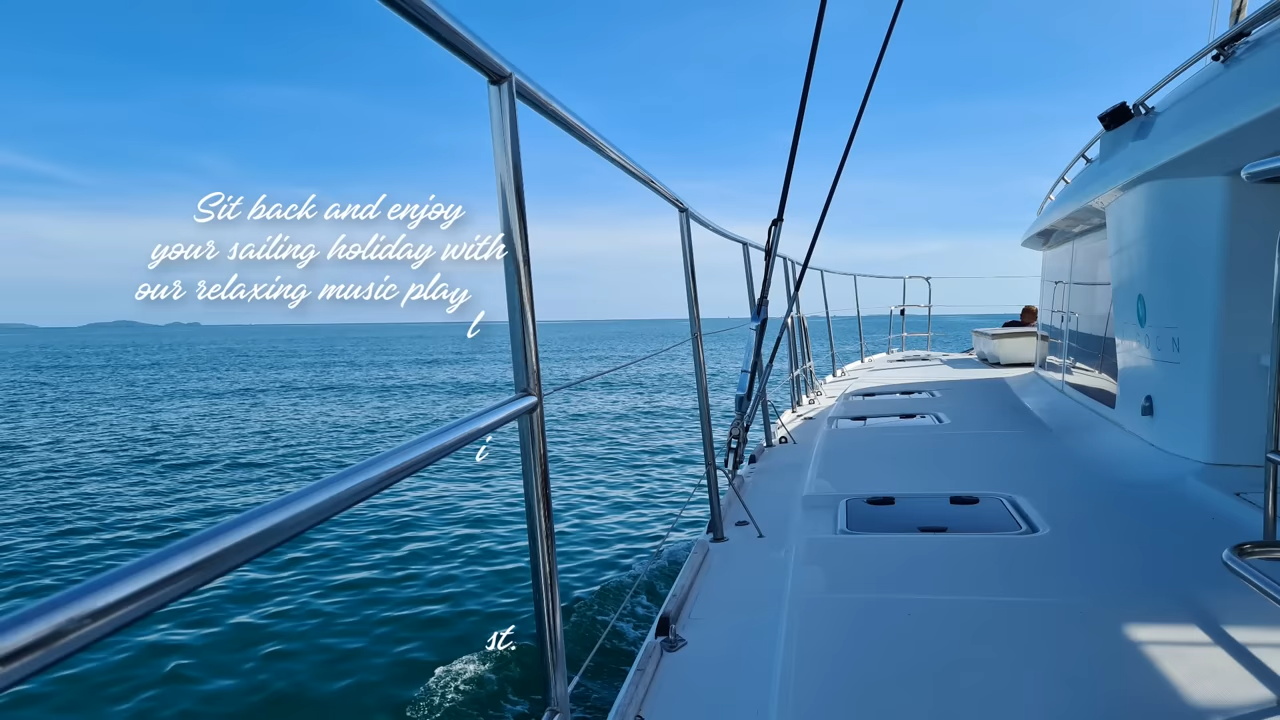 Sit back and enjoy
your sailing holiday with
our relaxing music play
l
i
st.